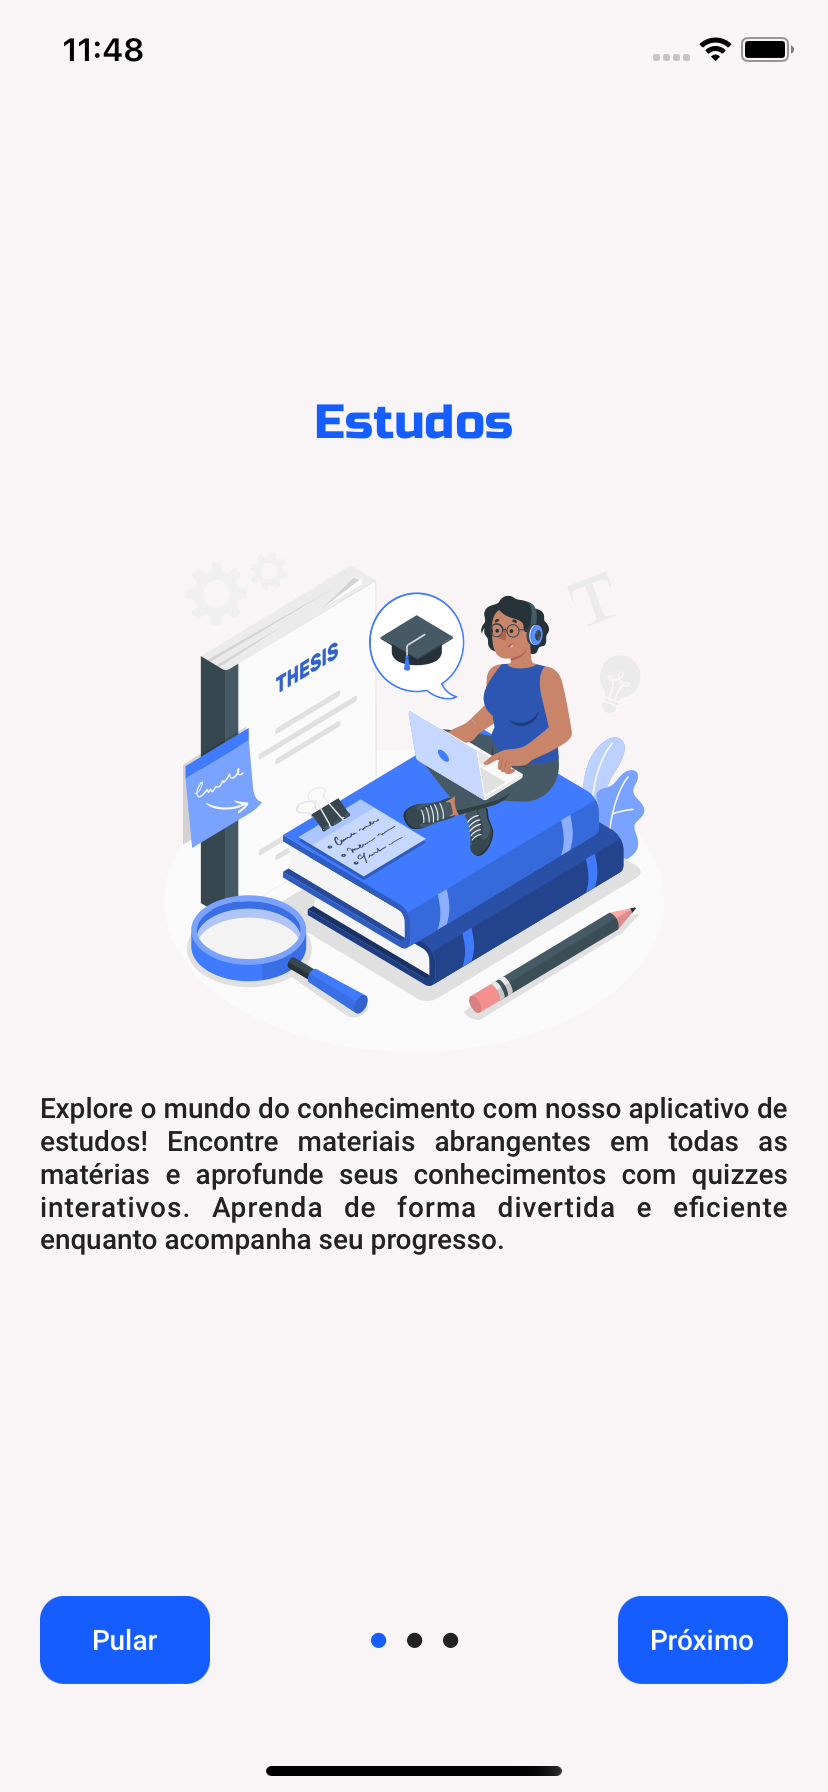 11:48
Estudos
THESIS
Explore o mundo do conhecimento com nosso aplicativo de
estudos! Encontre materiais abrangentes em todas as
matérias e aprofunde seus conhecimentos com quizzes
interativos. Aprenda de forma divertida e eficiente
enquanto acompanha seu progresso.
Pular
Próximo